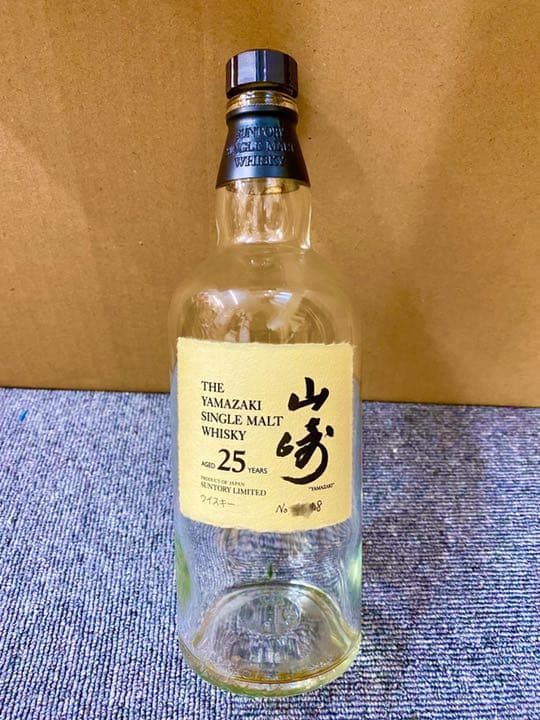 SUNTORY
SINGLE MALT
WHISKY
THE
YAMAZAKI
SINGLE MALT
WHISKY
AGED 25 YEARS
PRODUCT OF JAPAN
SUNTORY LIMITED
ウイスキー
山崎
"YAMAZAKI"
No 8